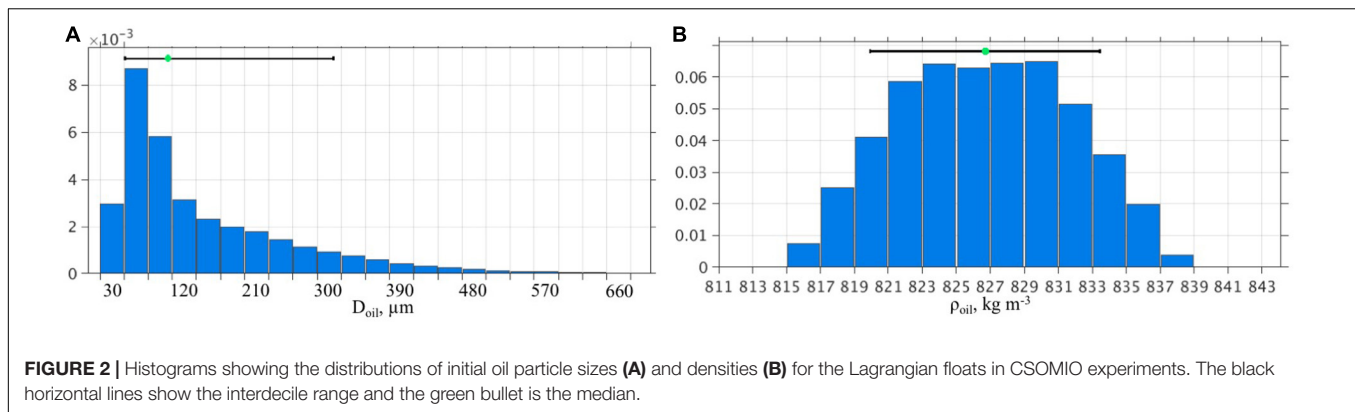 A
×10⁻³
8
6
4
2
0
30 120 210 300 390 480 570 660
D_oil, µm
B
0.06
0.05
0.04
0.03
0.02
0.01
0
811 813 815 817 819 821 823 825 827 829 831 833 835 837 839 841 843
ρ_oil, kg m⁻³
FIGURE 2 | Histograms showing the distributions of initial oil particle sizes (A) and densities (B) for the Lagrangian floats in CSOMIO experiments. The black
horizontal lines show the interdecile range and the green bullet is the median.